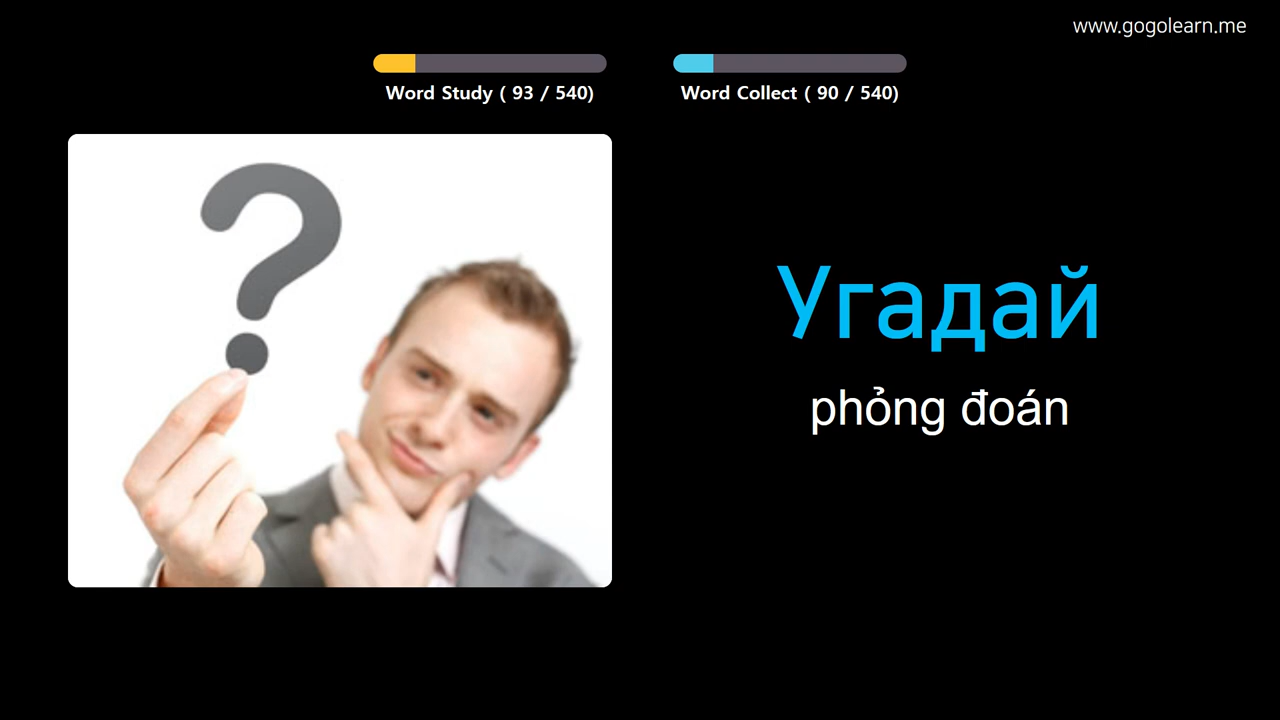 www.gogolearn.me
Word Study ( 93 / 540)
Word Collect ( 90 / 540)
?
Угадай
phỏng đoán